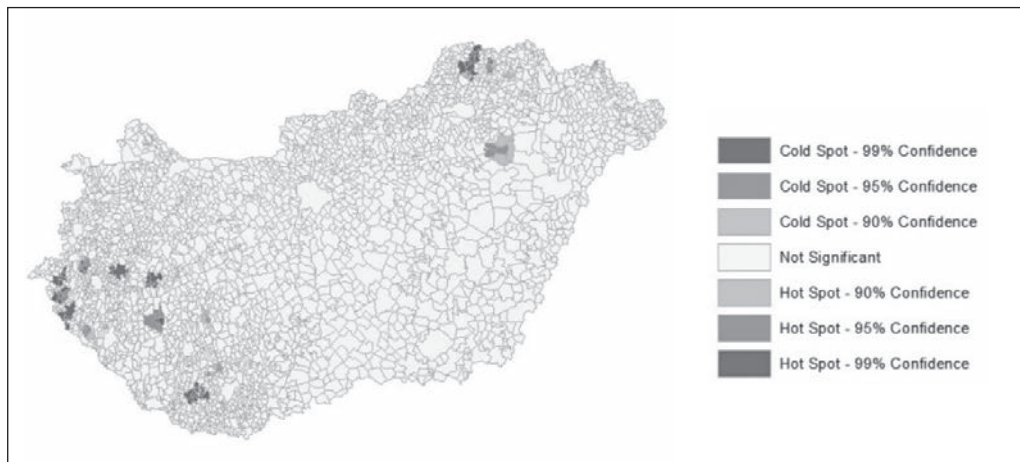 Cold Spot - 99% Confidence
Cold Spot - 95% Confidence
Cold Spot - 90% Confidence
Not Significant
Hot Spot - 90% Confidence
Hot Spot - 95% Confidence
Hot Spot - 99% Confidence